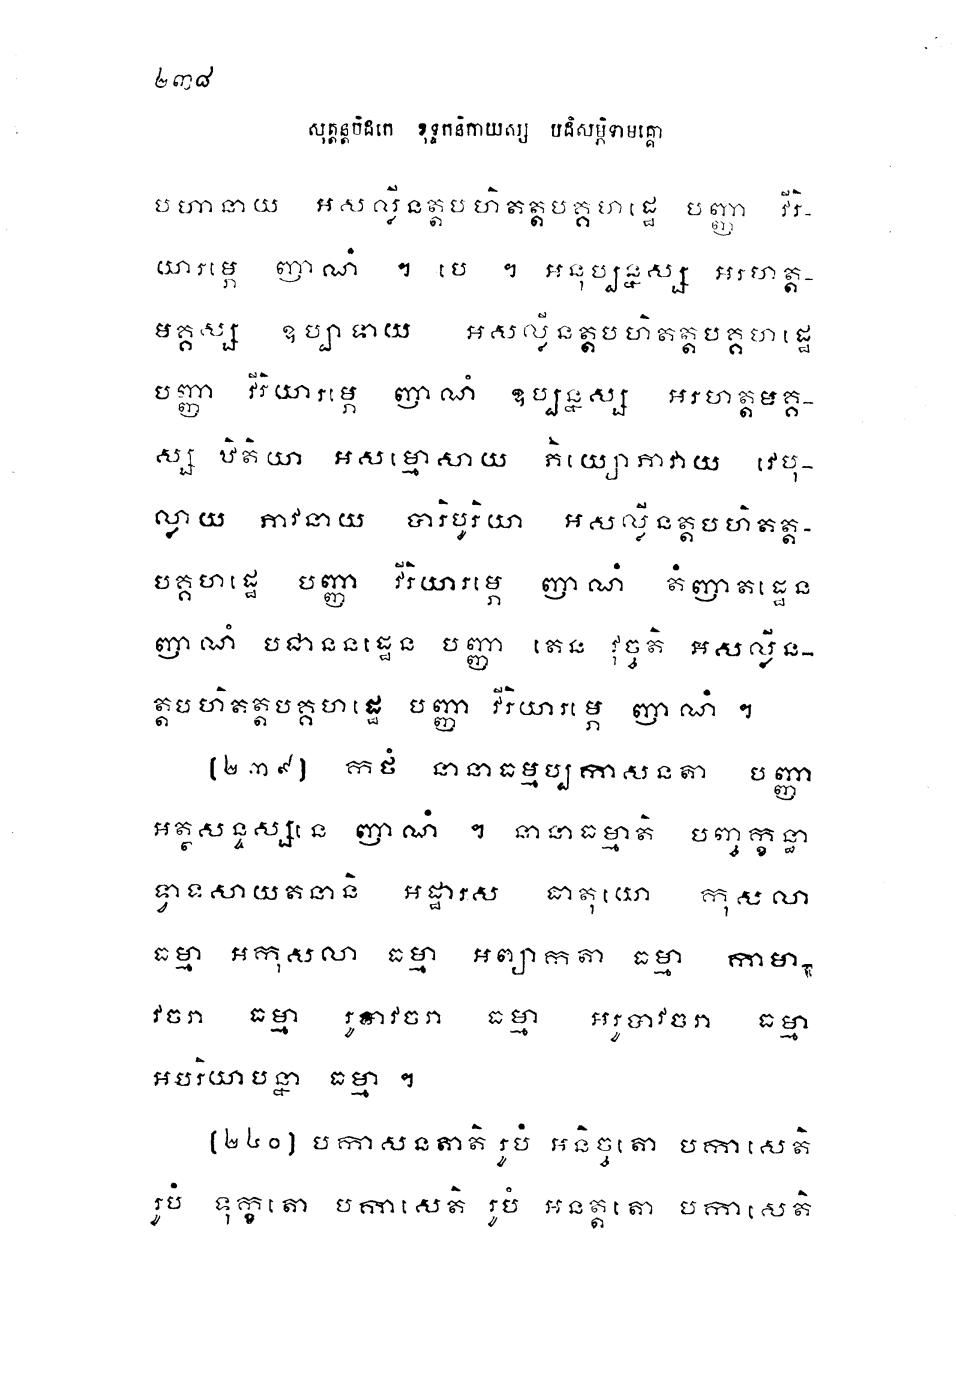 ២៣៨
សុត្តន្តបិដកេ ខុទ្ទកនិកាយស្ស បដិសម្ភិទាមគ្គោ
បហានាយ អសល្លីនត្តបហិតត្តបគ្គហដ្ឋេ បញ្ញា វីរិ-
យារម្ភេ ញាណំ ។ បេ ។ អនុប្បន្នស្ស អរហត្ត-
មគ្គស្ស ឧប្បាទាយ អសល្លីនត្តបហិតត្តបគ្គហដ្ឋេ
បញ្ញា វីរិយារម្ភេ ញាណំ ឧប្បន្នស្ស អរហត្តមគ្គ-
ស្ស ឋិតិយា អសម្មោសាយ ភិយ្យោភាវាយ វេបុ-
ល្លាយ ភាវនាយ បារិបូរិយា អសល្លីនត្តបហិតត្ត-
បគ្គហដ្ឋេ បញ្ញា វីរិយារម្ភេ ញាណំ តំញាតដ្ឋេន
ញាណំ បជាននដ្ឋេន បញ្ញា តេន វុច្ចតិ អសល្លីន-
ត្តបហិតត្តបគ្គហដ្ឋេ បញ្ញា វីរិយារម្ភេ ញាណំ ។
(២៣៩) កថំ នានាធម្មប្បកាសនតា បញ្ញា
អត្ថសន្ទស្សនេ ញាណំ ។ នានាធម្មាតិ បញ្ចក្ខន្ធា
ទ្វាទសាយតនានិ អដ្ឋារស ធាតុយោ កុសលា
ធម្មា អកុសលា ធម្មា អព្យាកតា ធម្មា កាមា-
វចរា ធម្មា រូបាវចរា ធម្មា អរូបាវចរា ធម្មា
អបរិយាបន្នា ធម្មា ។
(២៤០) បកាសនតាតិ រូបំ អនិច្ចតោ បកាសេតិ
រូបំ ទុក្ខតោ បកាសេតិ រូបំ អនត្តតោ បកាសេតិ